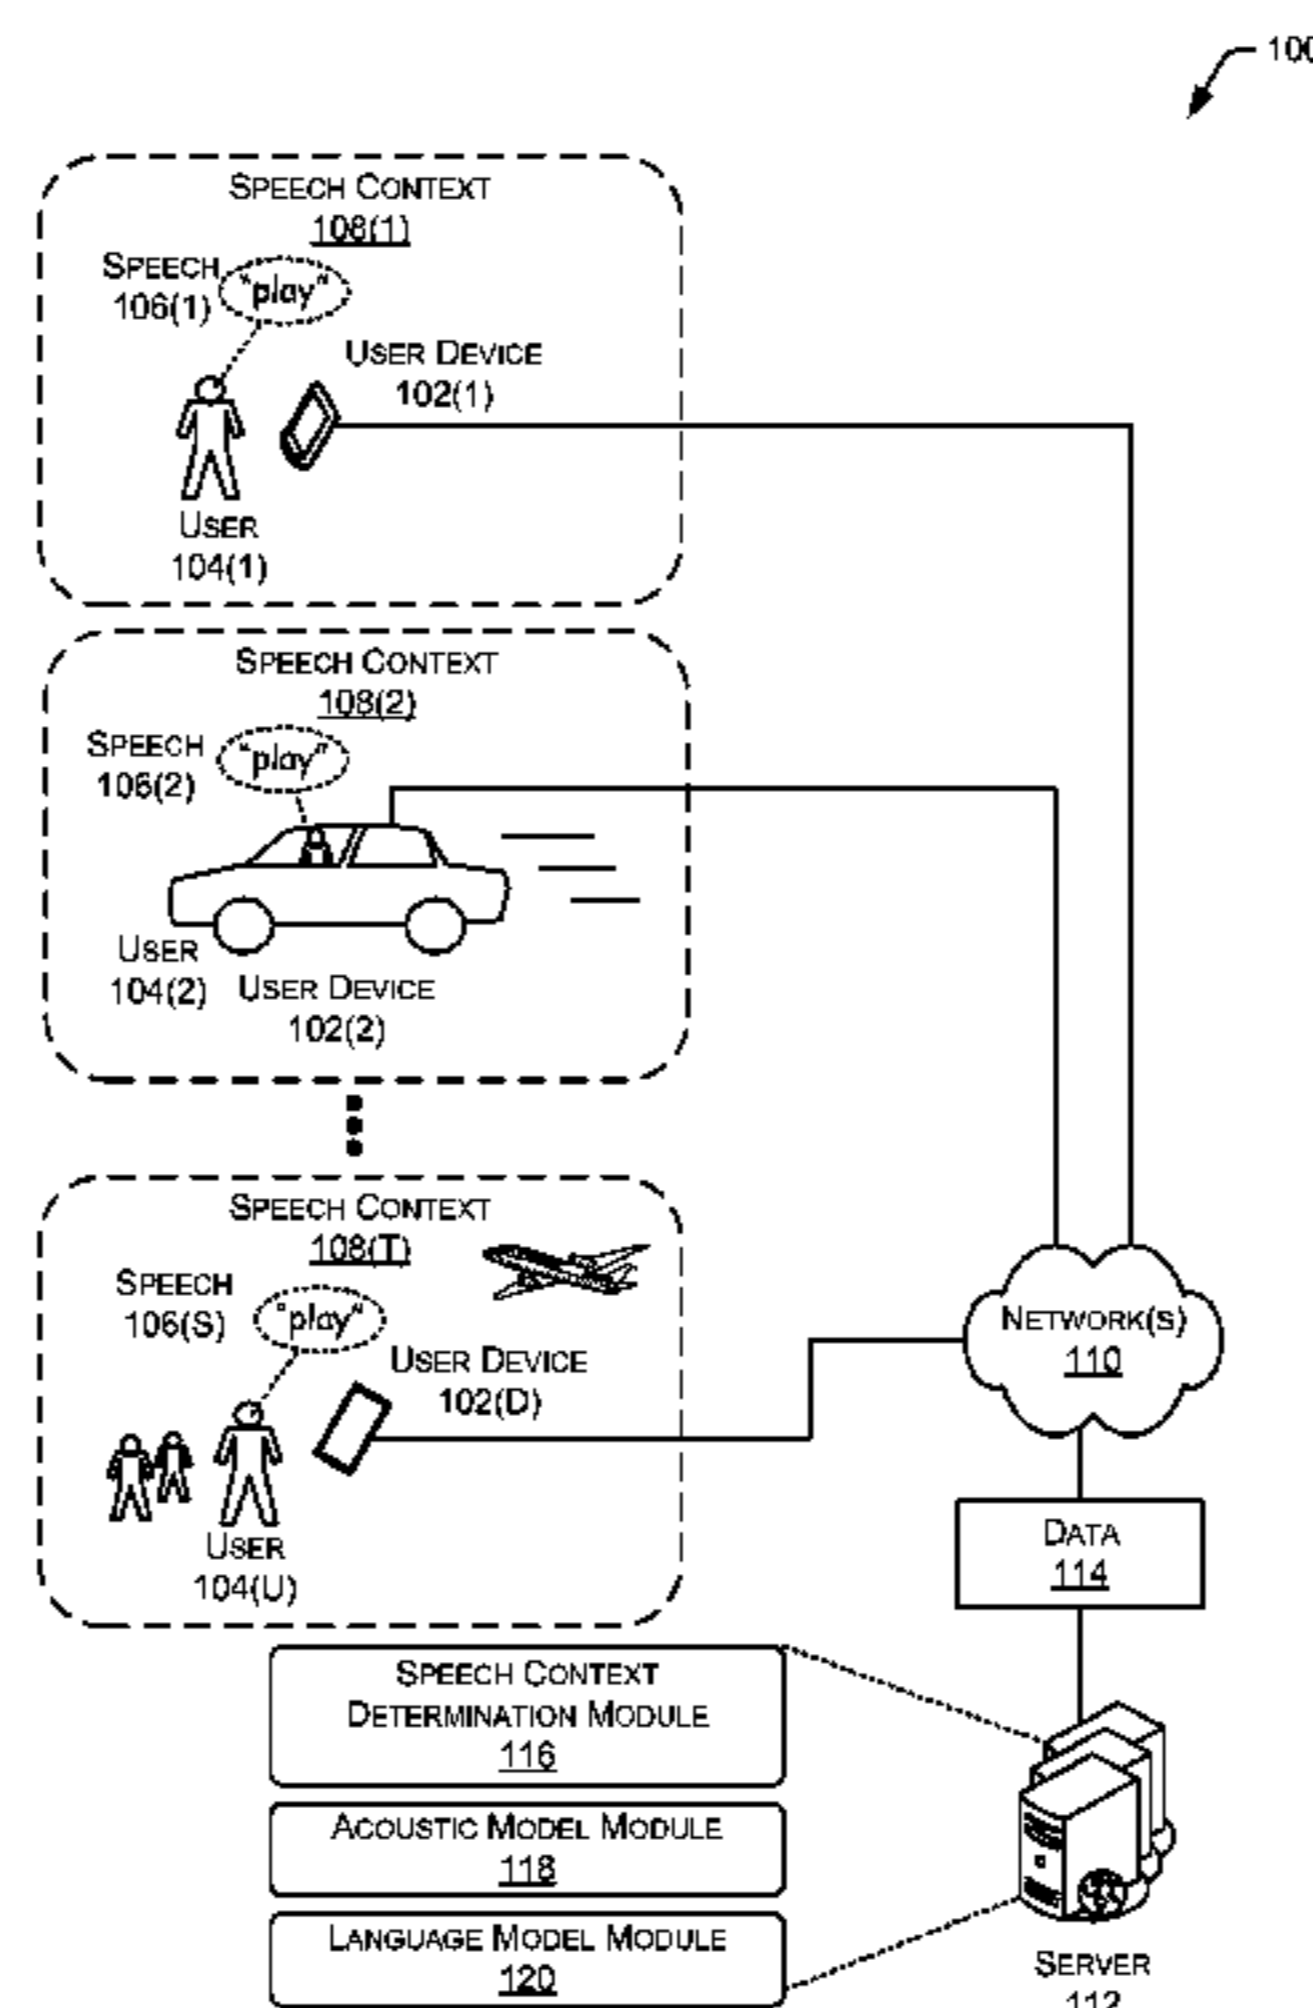 100
SPEECH CONTEXT
108(1)
SPEECH
106(1)
"play"
USER DEVICE
102(1)
USER
104(1)
SPEECH CONTEXT
108(2)
SPEECH
106(2)
"play"
USER
104(2)
USER DEVICE
102(2)
SPEECH CONTEXT
108(T)
SPEECH
106(S)
"play"
USER DEVICE
102(D)
USER
104(U)
NETWORK(S)
110
DATA
114
SPEECH CONTEXT
DETERMINATION MODULE
116
ACOUSTIC MODEL MODULE
118
LANGUAGE MODEL MODULE
120
SERVER
112